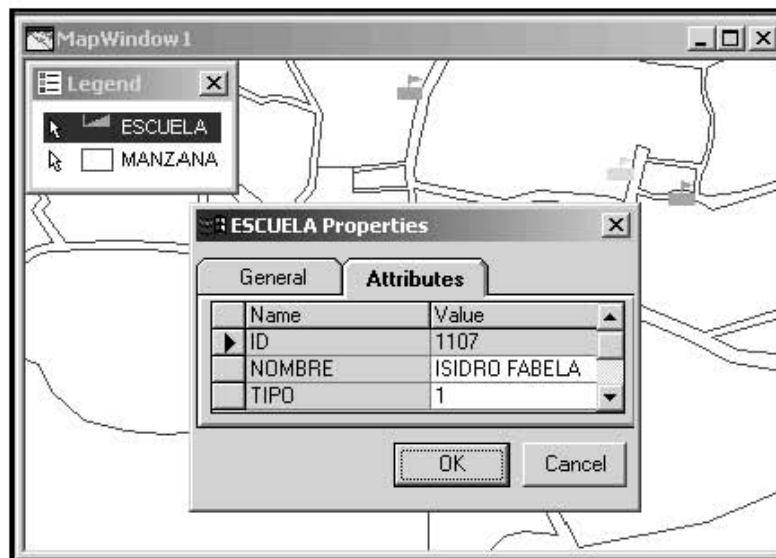 MapWindow1
Legend
ESCUELA
MANZANA
ESCUELA Properties
General Attributes
Name Value
ID 1107
NOMBRE ISIDRO FABELA
TIPO 1
OK Cancel